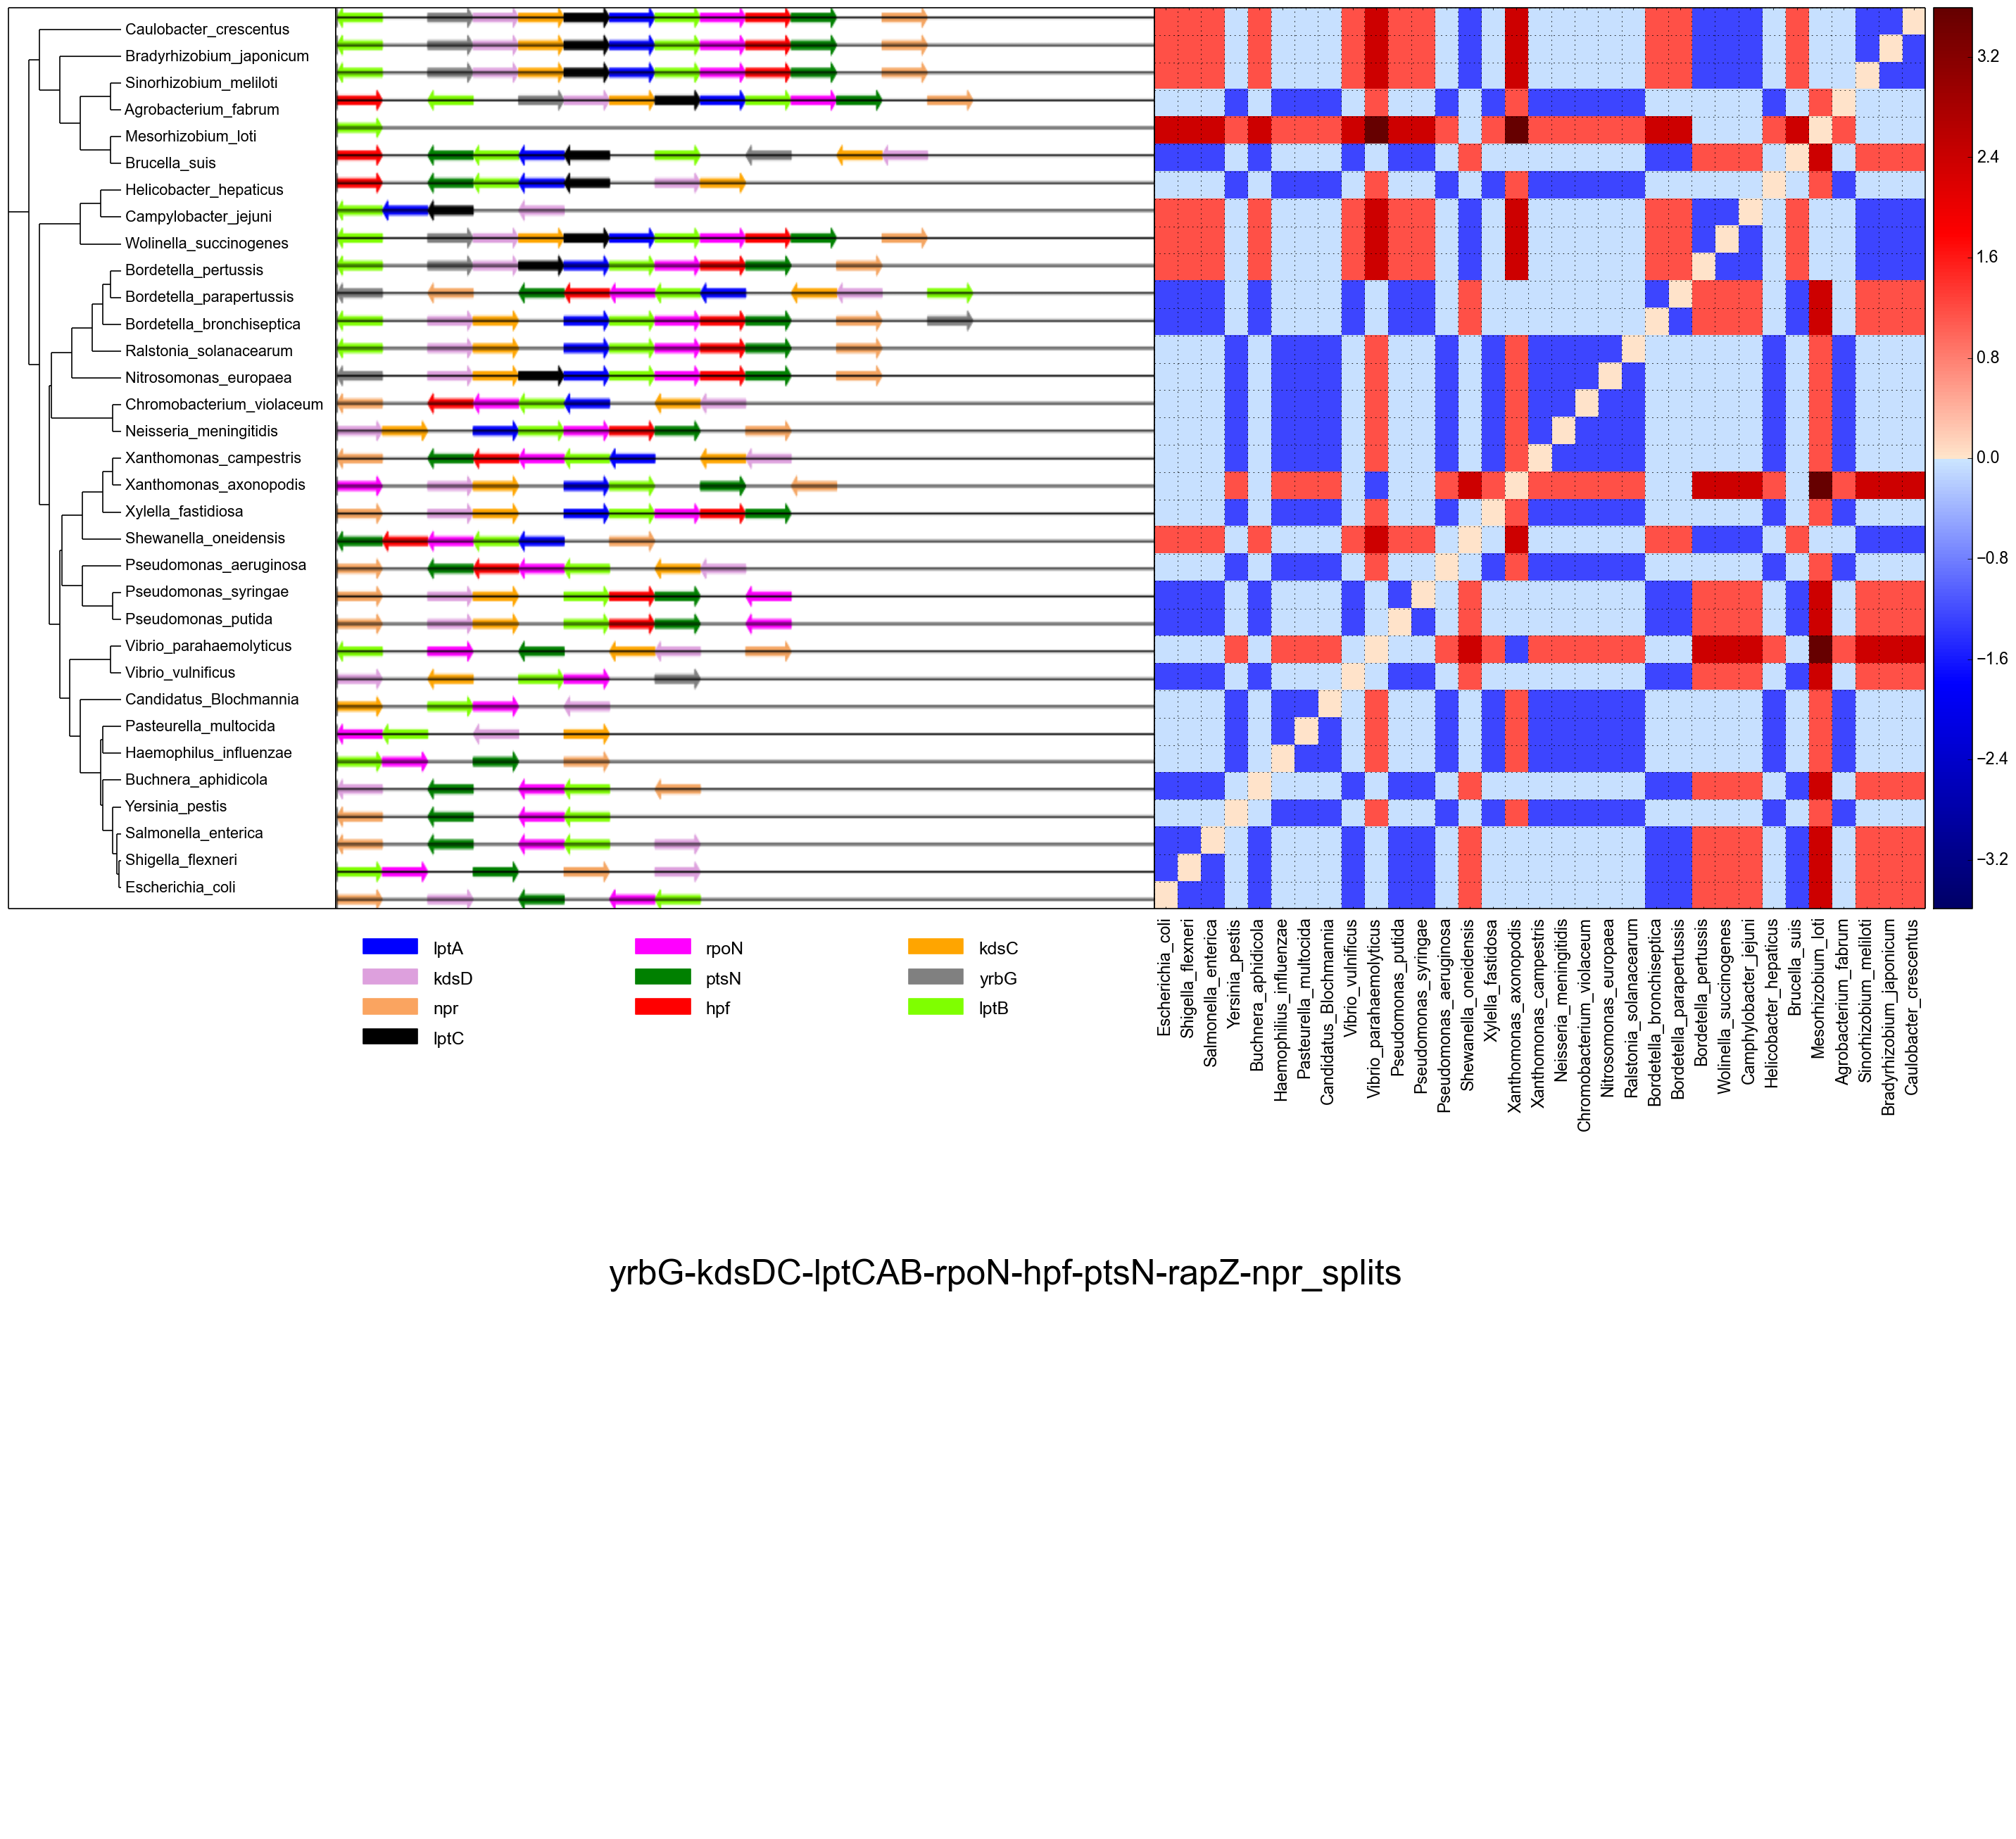 Caulobacter_crescentus
Bradyrhizobium_japonicum
Sinorhizobium_meliloti
Agrobacterium_fabrum
Mesorhizobium_loti
Brucella_suis
Helicobacter_hepaticus
Campylobacter_jejuni
Wolinella_succinogenes
Bordetella_pertussis
Bordetella_parapertussis
Bordetella_bronchiseptica
Ralstonia_solanacearum
Nitrosomonas_europaea
Chromobacterium_violaceum
Neisseria_meningitidis
Xanthomonas_campestris
Xanthomonas_axonopodis
Xylella_fastidiosa
Shewanella_oneidensis
Pseudomonas_aeruginosa
Pseudomonas_syringae
Pseudomonas_putida
Vibrio_parahaemolyticus
Vibrio_vulnificus
Candidatus_Blochmannia
Pasteurella_multocida
Haemophilus_influenzae
Buchnera_aphidicola
Yersinia_pestis
Salmonella_enterica
Shigella_flexneri
Escherichia_coli
3.2
2.4
1.6
0.8
0.0
−0.8
−1.6
−2.4
−3.2
lptA
kdsD
npr
lptC
rpoN
ptsN
hpf
kdsC
yrbG
lptB
Escherichia_coli
Shigella_flexneri
Salmonella_enterica
Yersinia_pestis
Buchnera_aphidicola
Haemophilius_influenzae
Pasteurella_multocida
Candidatus_Blochmannia
Vibrio_vulnificus
Vibrio_parahaemolyticus
Pseudomonas_putida
Pseudomonas_syringae
Pseudomonas_aeruginosa
Shewanella_oneidensis
Xylella_fastidosa
Xanthomonas_axonopodis
Xanthomonas_campestris
Neisseria_meningitidis
Chromobacterium_violaceum
Nitrosomonas_europaea
Ralstonia_solanacearum
Bordetella_bronchiseptica
Bordetella_parapertussis
Bordetella_pertussis
Wolinella_succinogenes
Camphylobacter_jejuni
Helicobacter_hepaticus
Brucella_suis
Mesorhizobium_loti
Agrobacterium_fabrum
Sinorhizobium_meliloti
Bradyrhizobium_japonicum
Caulobacter_crescentus
yrbG-kdsDC-lptCAB-rpoN-hpf-ptsN-rapZ-npr_splits